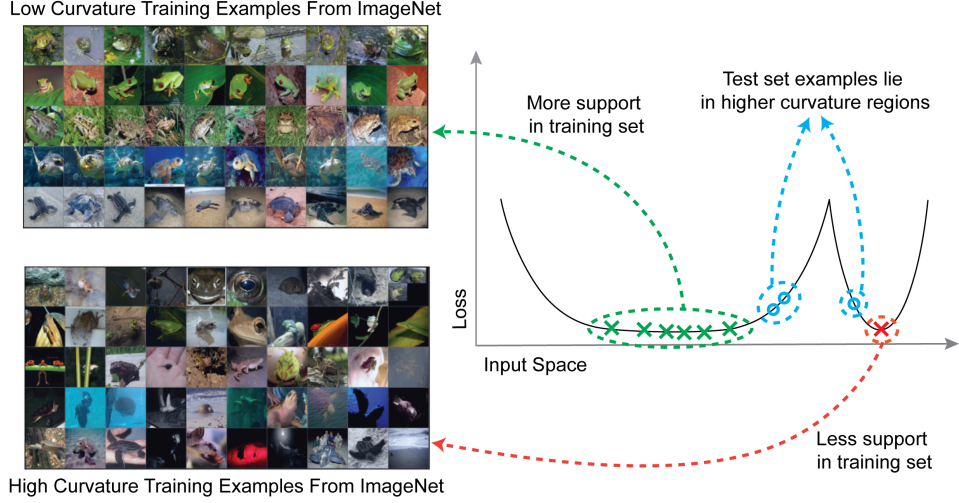 Low Curvature Training Examples From ImageNet
More support
in training set
Test set examples lie
in higher curvature regions
Loss
Input Space
Less support
in training set
High Curvature Training Examples From ImageNet